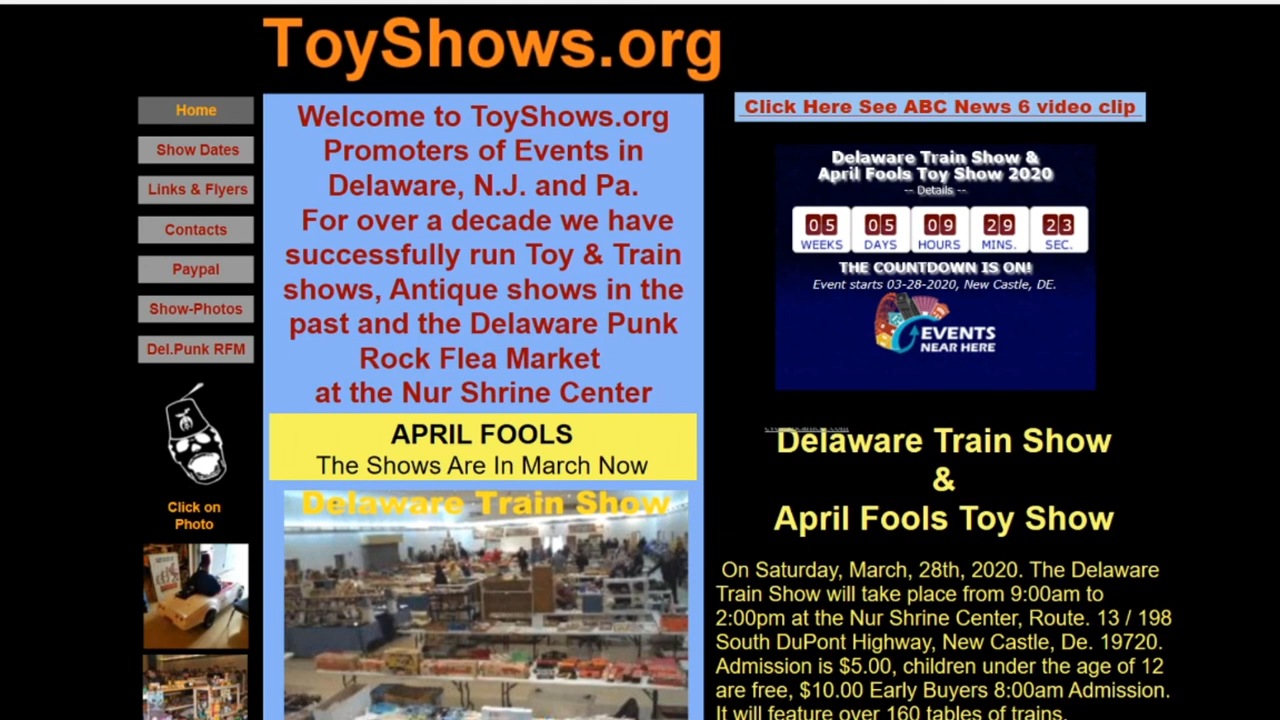 ToyShows.org
Home
Show Dates
Links & Flyers
Contacts
Paypal
Show-Photos
Del.Punk RFM
Click on
Photo
Welcome to ToyShows.org
Promoters of Events in
Delaware, N.J. and Pa.
For over a decade we have
successfully run Toy & Train
shows, Antique shows in the
past and the Delaware Punk
Rock Flea Market
at the Nur Shrine Center
APRIL FOOLS
The Shows Are In March Now
Delaware Train Show
Click Here See ABC News 6 video clip
Delaware Train Show &
April Fools Toy Show 2020
-- Details --
05 05 09 29 23
WEEKS DAYS HOURS MINS. SEC.
THE COUNTDOWN IS ON!
Event starts 03-28-2020, New Castle, DE.
EVENTS
NEAR HERE
Delaware Train Show
&
April Fools Toy Show
On Saturday, March, 28th, 2020. The Delaware
Train Show will take place from 9:00am to
2:00pm at the Nur Shrine Center, Route. 13 / 198
South DuPont Highway, New Castle, De. 19720.
Admission is $5.00, children under the age of 12
are free, $10.00 Early Buyers 8:00am Admission.
It will feature over 160 tables of trains.